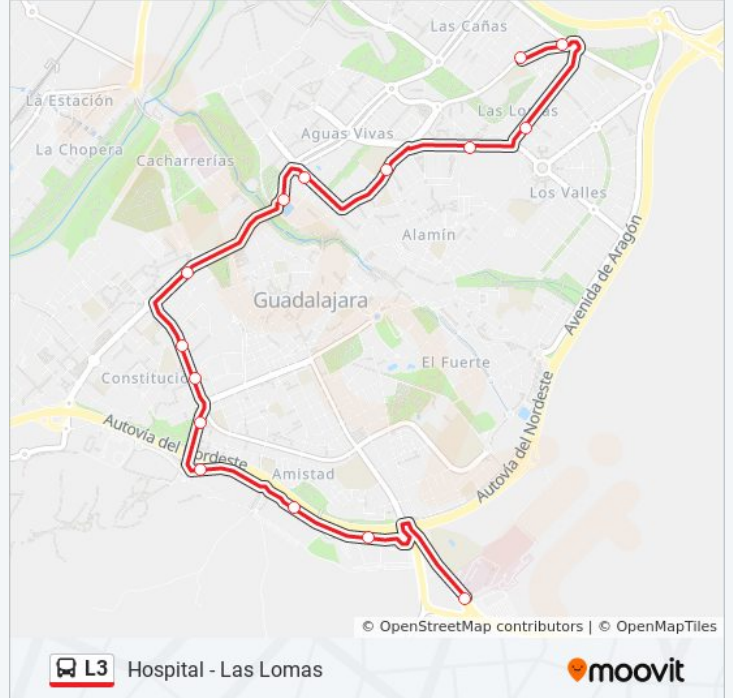 Las Cañas
La Estación
Las Lomas
Aguas Vivas
La Chopera
Cacharrerías
Los Valles
Alamín
Avenida de Aragón
Guadalajara
El Fuerte
Constitució
Autovía del Nordeste
Autovía del Nordeste
Amistad
© OpenStreetMap contributors | © OpenMapTiles
L3 Hospital - Las Lomas
moovit